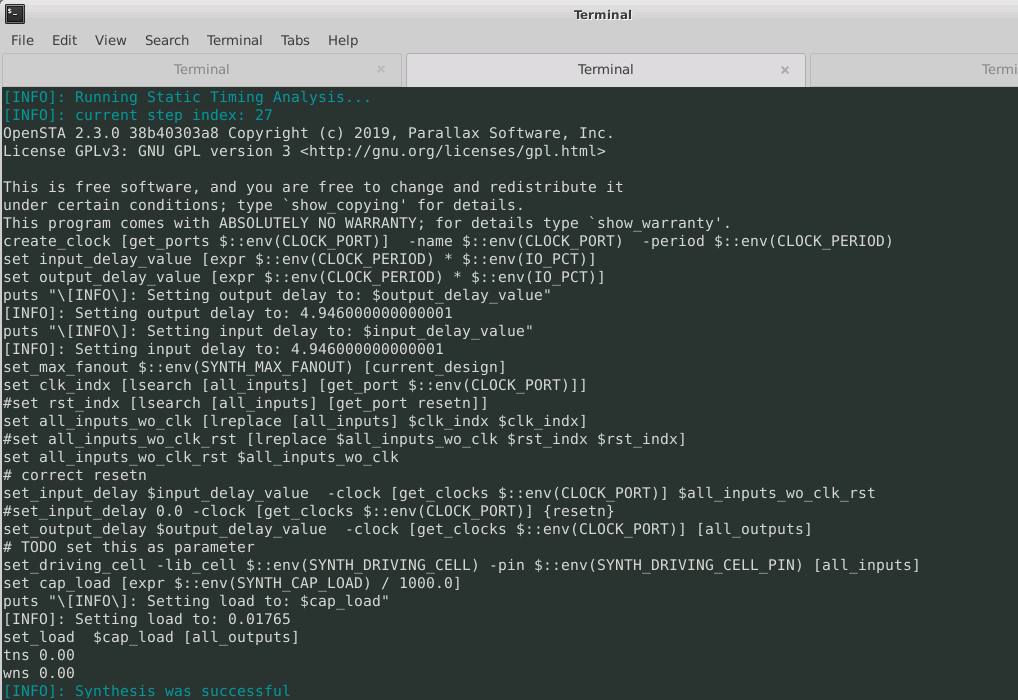 Terminal
File Edit View Search Terminal Tabs Help
Terminal × Terminal × Termi
[INFO]: Running Static Timing Analysis...
[INFO]: current step index: 27
OpenSTA 2.3.0 38b40303a8 Copyright (c) 2019, Parallax Software, Inc.
License GPLv3: GNU GPL version 3 <http://gnu.org/licenses/gpl.html>

This is free software, and you are free to change and redistribute it
under certain conditions; type `show_copying' for details.
This program comes with ABSOLUTELY NO WARRANTY; for details type `show_warranty'.
create_clock [get_ports $::env(CLOCK_PORT)]  -name $::env(CLOCK_PORT)  -period $::env(CLOCK_PERIOD)
set input_delay_value [expr $::env(CLOCK_PERIOD) * $::env(IO_PCT)]
set output_delay_value [expr $::env(CLOCK_PERIOD) * $::env(IO_PCT)]
puts "\[INFO\]: Setting output delay to: $output_delay_value"
[INFO]: Setting output delay to: 4.946000000000001
puts "\[INFO\]: Setting input delay to: $input_delay_value"
[INFO]: Setting input delay to: 4.946000000000001
set_max_fanout $::env(SYNTH_MAX_FANOUT) [current_design]
set clk_indx [lsearch [all_inputs] [get_port $::env(CLOCK_PORT)]]
#set rst_indx [lsearch [all_inputs] [get_port resetn]]
set all_inputs_wo_clk [lreplace [all_inputs] $clk_indx $clk_indx]
#set all_inputs_wo_clk_rst [lreplace $all_inputs_wo_clk $rst_indx $rst_indx]
set all_inputs_wo_clk_rst $all_inputs_wo_clk
# correct resetn
set_input_delay $input_delay_value  -clock [get_clocks $::env(CLOCK_PORT)] $all_inputs_wo_clk_rst
#set_input_delay 0.0 -clock [get_clocks $::env(CLOCK_PORT)] {resetn}
set_output_delay $output_delay_value  -clock [get_clocks $::env(CLOCK_PORT)] [all_outputs]
# TODO set this as parameter
set_driving_cell -lib_cell $::env(SYNTH_DRIVING_CELL) -pin $::env(SYNTH_DRIVING_CELL_PIN) [all_inputs]
set cap_load [expr $::env(SYNTH_CAP_LOAD) / 1000.0]
puts "\[INFO\]: Setting load to: $cap_load"
[INFO]: Setting load to: 0.01765
set_load  $cap_load [all_outputs]
tns 0.00
wns 0.00
[INFO]: Synthesis was successful